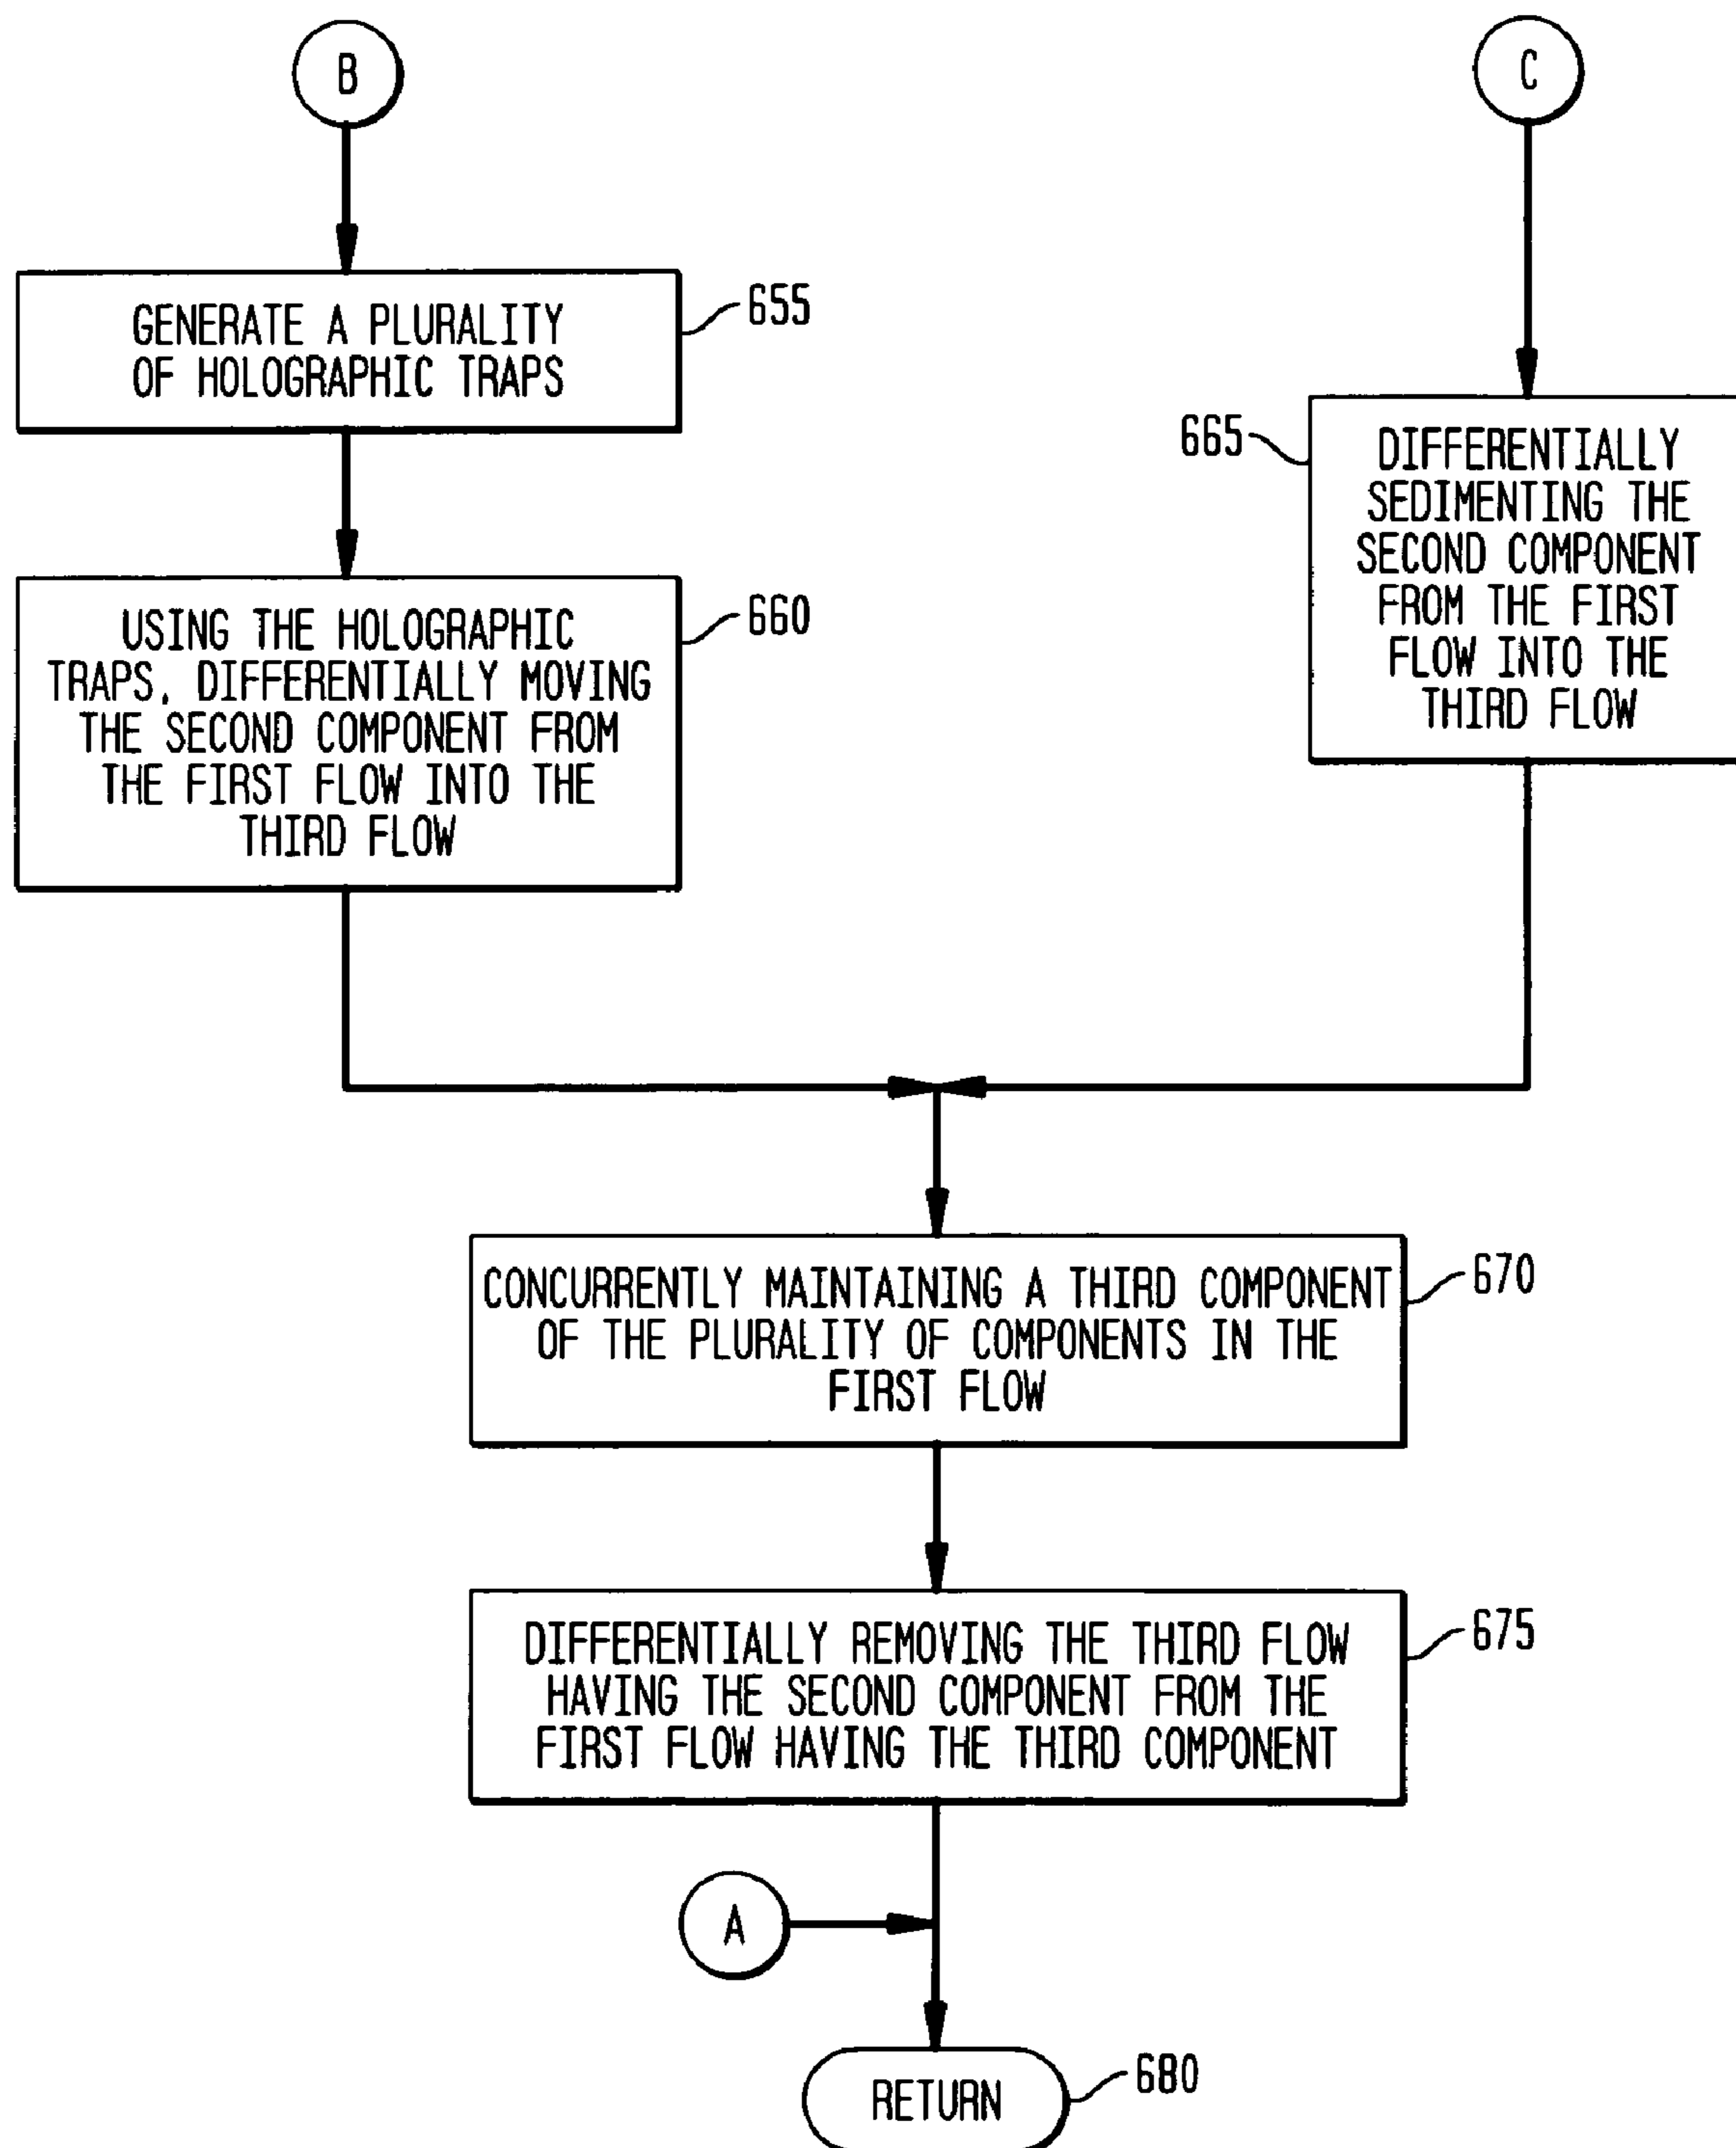 B
C
GENERATE A PLURALITY
OF HOLOGRAPHIC TRAPS
655
USING THE HOLOGRAPHIC
TRAPS, DIFFERENTIALLY MOVING
THE SECOND COMPONENT FROM
THE FIRST FLOW INTO THE
THIRD FLOW
660
665
DIFFERENTIALLY
SEDIMENTING THE
SECOND COMPONENT
FROM THE FIRST
FLOW INTO THE
THIRD FLOW
CONCURRENTLY MAINTAINING A THIRD COMPONENT
OF THE PLURALITY OF COMPONENTS IN THE
FIRST FLOW
670
DIFFERENTIALLY REMOVING THE THIRD FLOW
HAVING THE SECOND COMPONENT FROM THE
FIRST FLOW HAVING THE THIRD COMPONENT
675
A
RETURN
680